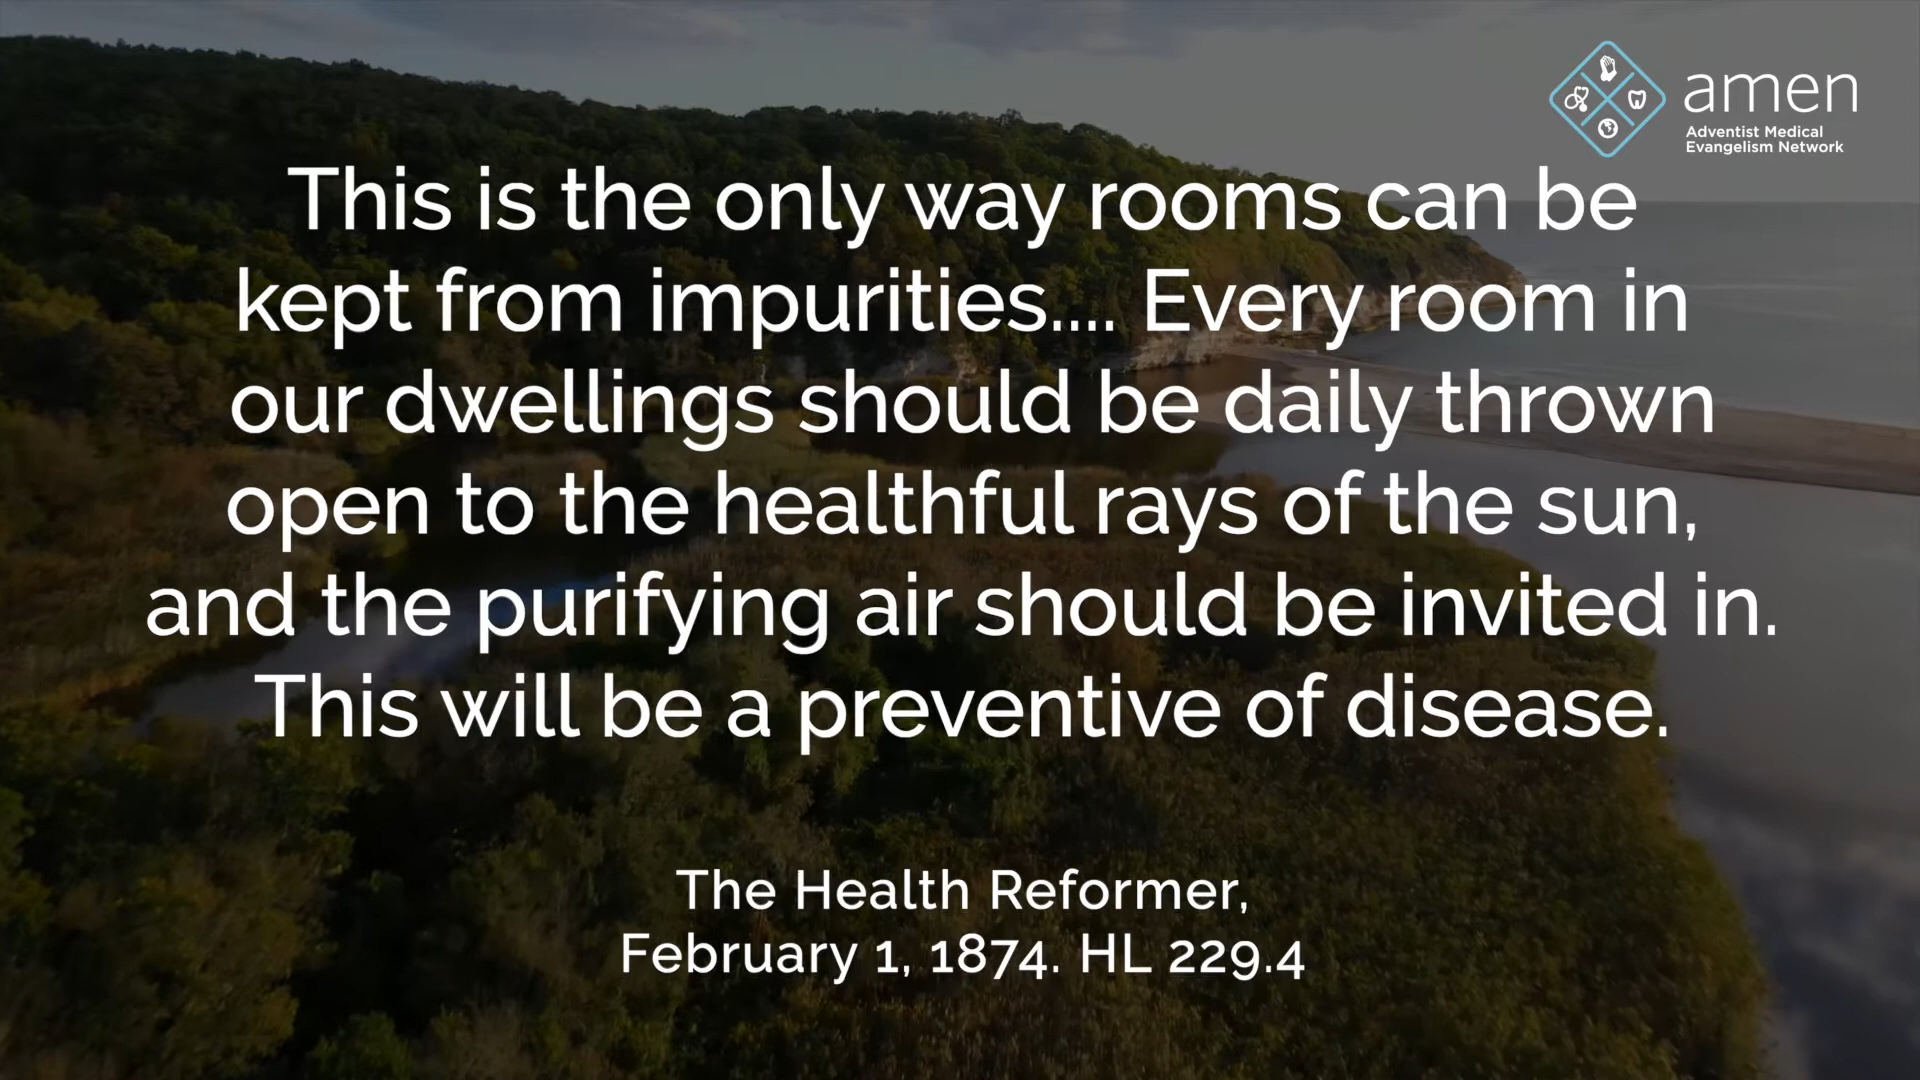 amen
Adventist Medical
Evangelism Network
This is the only way rooms can be
kept from impurities.... Every room in
our dwellings should be daily thrown
open to the healthful rays of the sun,
and the purifying air should be invited in.
This will be a preventive of disease.
The Health Reformer,
February 1, 1874. HL 229.4